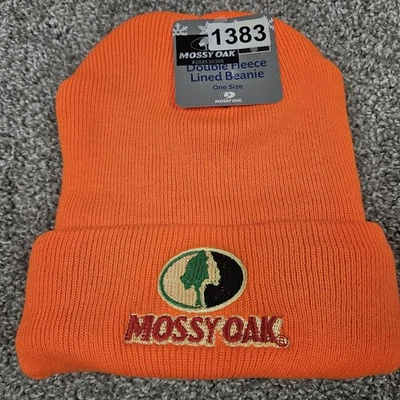 1383
MOSSY OAK
Double Fleece
Lined Beanie
One Size
MOSSY OAK
MOSSY OAK